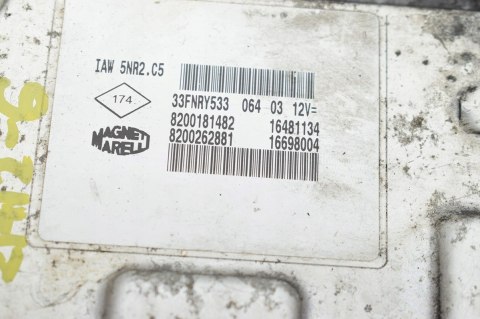 IAW 5NR2.C5
174
33FNRY533 064 03 12V=
8200181482 16481134
MAGNETI MARELLI
8200262881 16698004